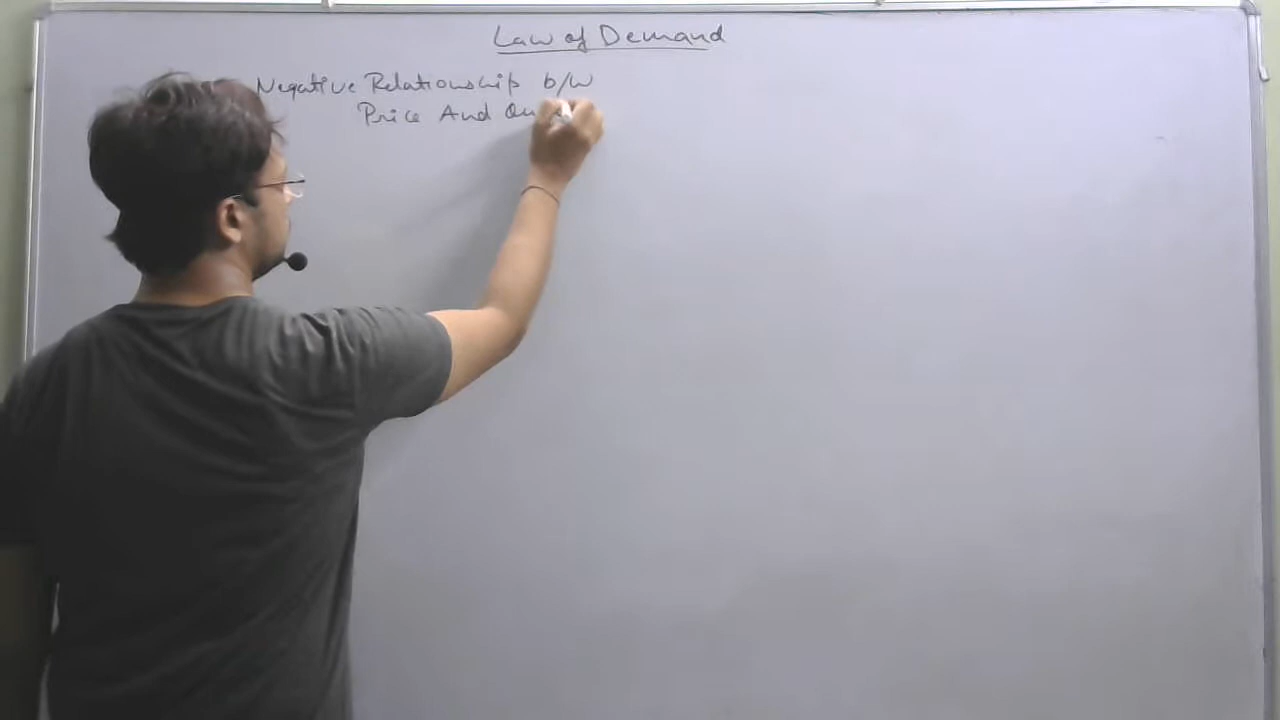 Law of Demand
Negative Relationship b/w
Price And Qu